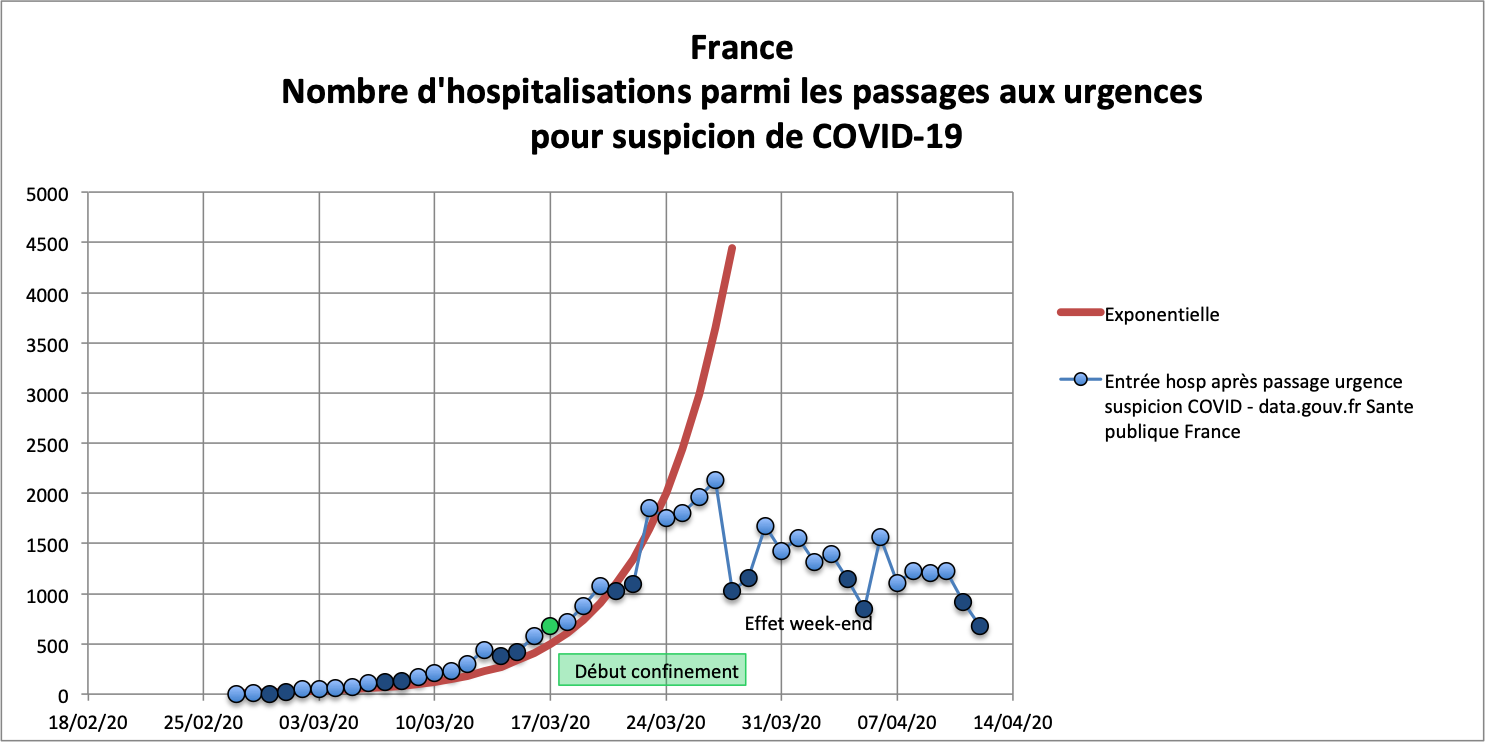 France
Nombre d'hospitalisations parmi les passages aux urgences
pour suspicion de COVID-19
5000
4500
4000
3500
3000
2500
2000
1500
1000
500
0
18/02/20
25/02/20
03/03/20
10/03/20
17/03/20
24/03/20
31/03/20
07/04/20
14/04/20
Effet week-end
Début confinement
Exponentielle
Entrée hosp après passage urgence
suspicion COVID - data.gouv.fr Sante
publique France